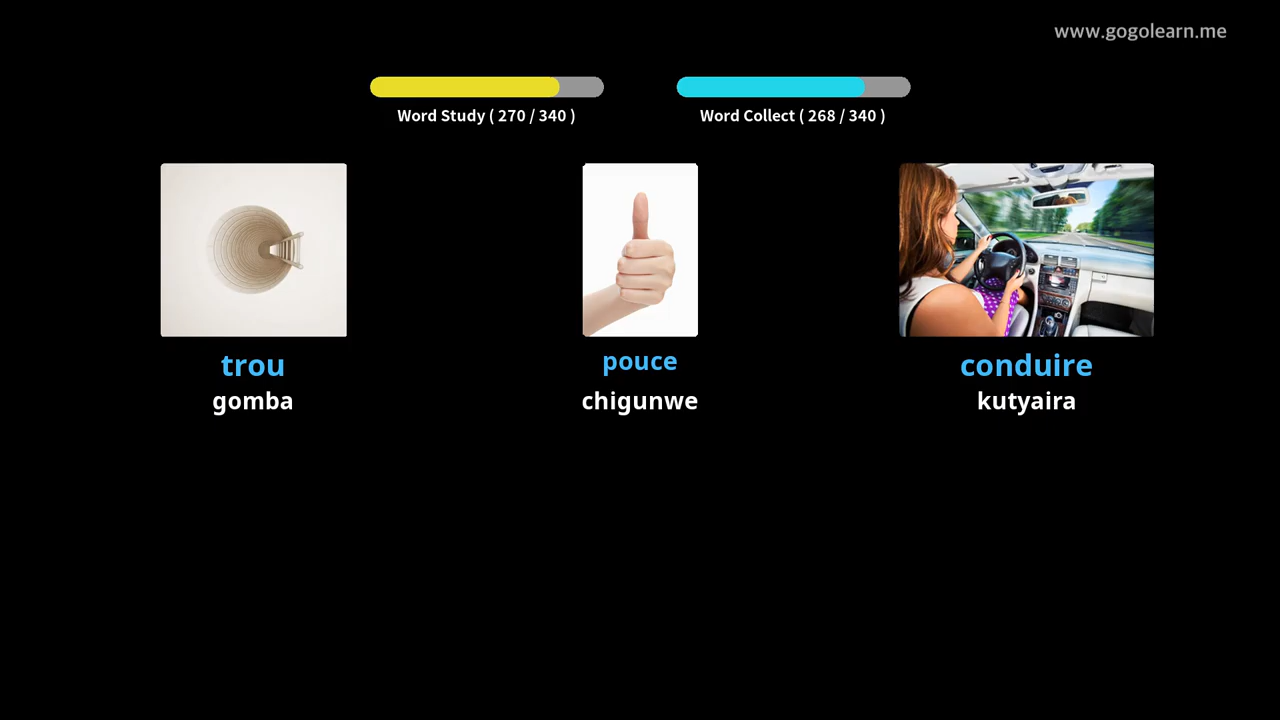 www.gogolearn.me
Word Study ( 270 / 340 )
Word Collect ( 268 / 340 )
trou
pouce
conduire
gomba
chigunwe
kutyaira